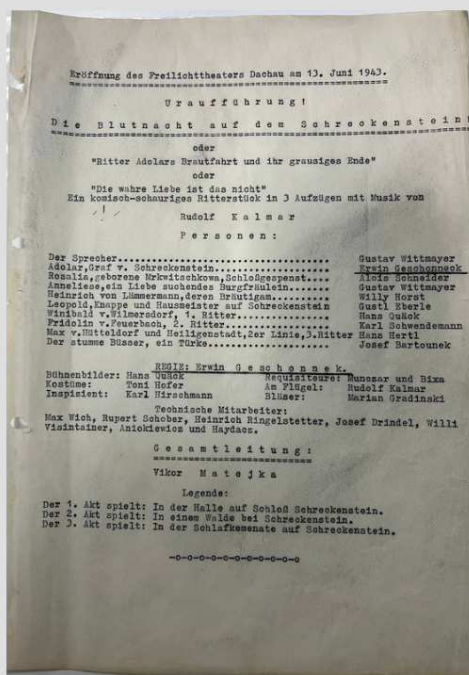 Eröffnung des Freilichttheaters Dachau am 13. Juni 1943.
U r a u f f ü h r u n g !
D i e   B l u t n a c h t   a u f   d e m   S c h r e c k e n s t e i n !
oder
"Ritter Adolars Brautfahrt und ihr grausiges Ende"
oder
"Die wahre Liebe ist das nicht"
Ein komisch-schauriges Ritterstück in 3 Aufzügen mit Musik von
Rudolf K a l m a r
P e r s o n e n :
Der Sprecher.............................. Gustav Wittmayer
Adolar,Graf v. Schreckenstein.................... Erwin Geschonneck
Rosalia,geborene Mrkwitschkowa,Schloßgespenst.... Alois Schneider
Anneliese,ein Liebe suchendes Burgfräulein....... Gustav Wittmayer
Heinrich von Lämmermann,deren Bräutigam.... Willy Horst
Leopold,Knappe und Hausmeister auf Schreckenstein Gustl Eberle
Winibald v.Wilmersdorf, 1. Ritter............ Hans Quäck
Fridolin v.Feuerbach, 2. Ritter............. Karl Schwendemann
Max v.Hütteldorf und Heiligenstadt,2er Linie,3.Ritter Hans Hertl
Der stumme Büsser, ein Türke................ Josef Bartounek
REGIE: Erwin G e s c h o n n e k.
Bühnenbilder: Hans Quäck Requisiteure: Munozar und Bixa
Kostüme: Toni Hofer Am Flügel: Rudolf Kalmar
Inspizient: Karl Hirschmann Bläser: Marian Gradinski
Technische Mitarbeiter:
Max Wich, Rupert Schober, Heinrich Ringelstetter, Josef Drindel, Willi
Visintainer, Aniokiewicz und Haydacz.
G e s a m t l e i t u n g :
Vikor M a t e j k a
Legende:
Der 1. Akt spielt: In der Halle auf Schloß Schreckenstein.
Der 2. Akt spielt: In einem Walde bei Schreckenstein.
Der 3. Akt spielt: In der Schlafkemenate auf Schreckenstein.
-o-o-o-o-o-o-o-o-o-o